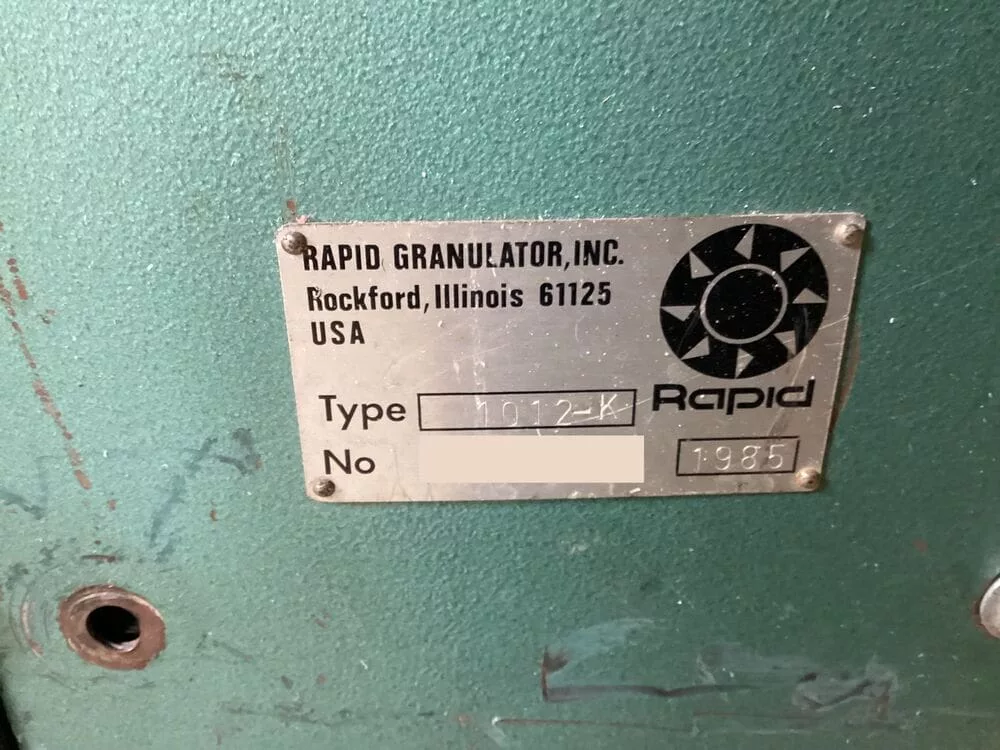 RAPID GRANULATOR, INC.
Rockford, Illinois 61125
USA
Rapid
Type 1012-K
No
1985